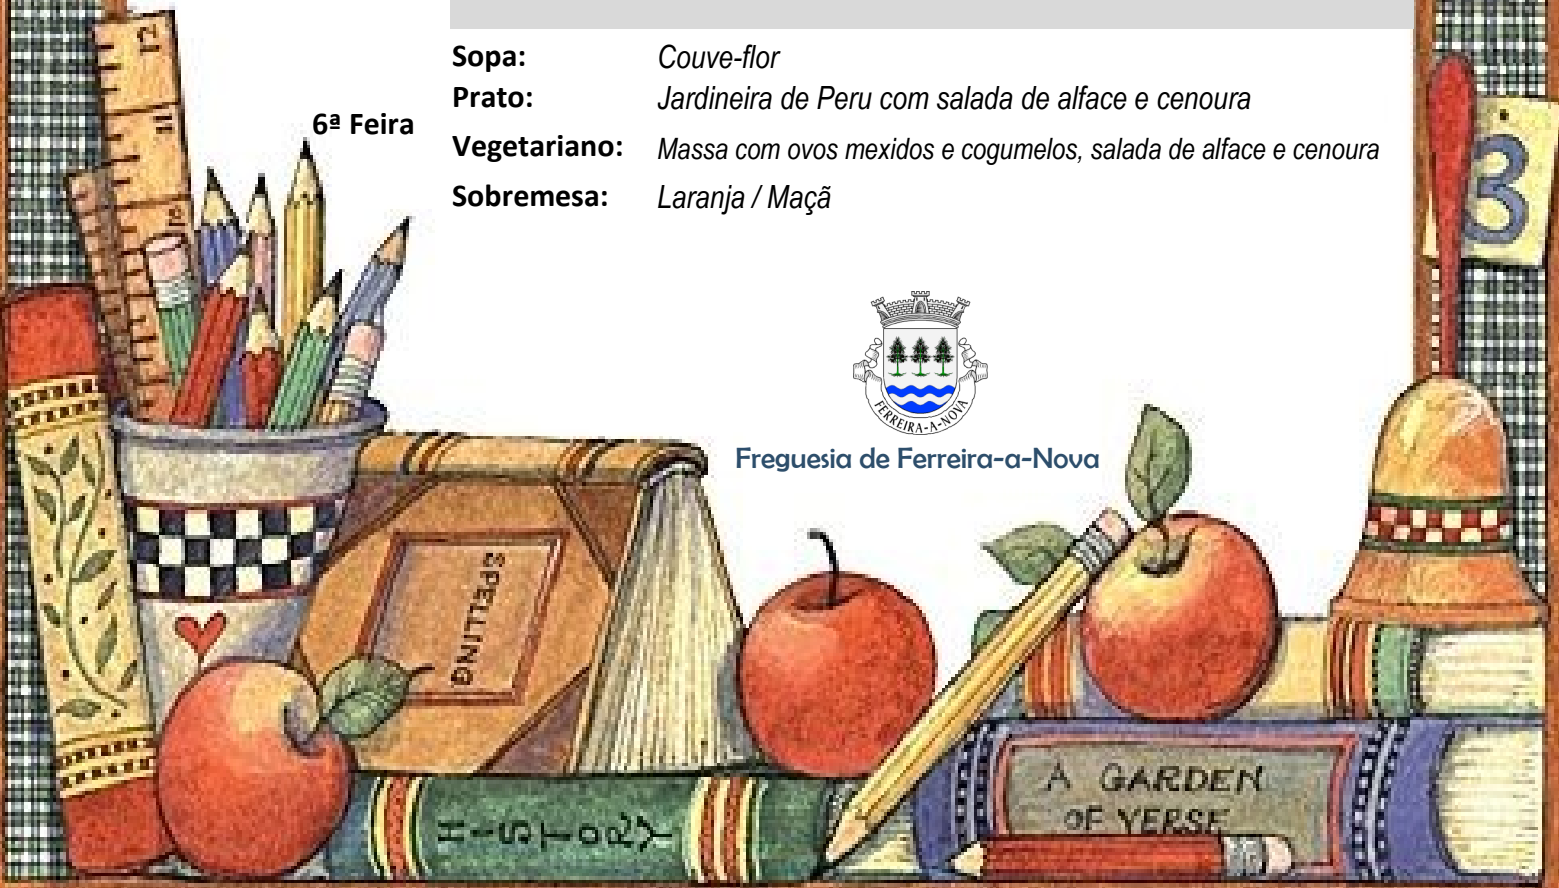 6ª Feira
Sopa: Couve-flor
Prato: Jardineira de Peru com salada de alface e cenoura
Vegetariano: Massa com ovos mexidos e cogumelos, salada de alface e cenoura
Sobremesa: Laranja / Maçã
FERREIRA-A-NOVA
Freguesia de Ferreira-a-Nova
12
11
3
SPELLING
HISTORY
A GARDEN
OF VERSE